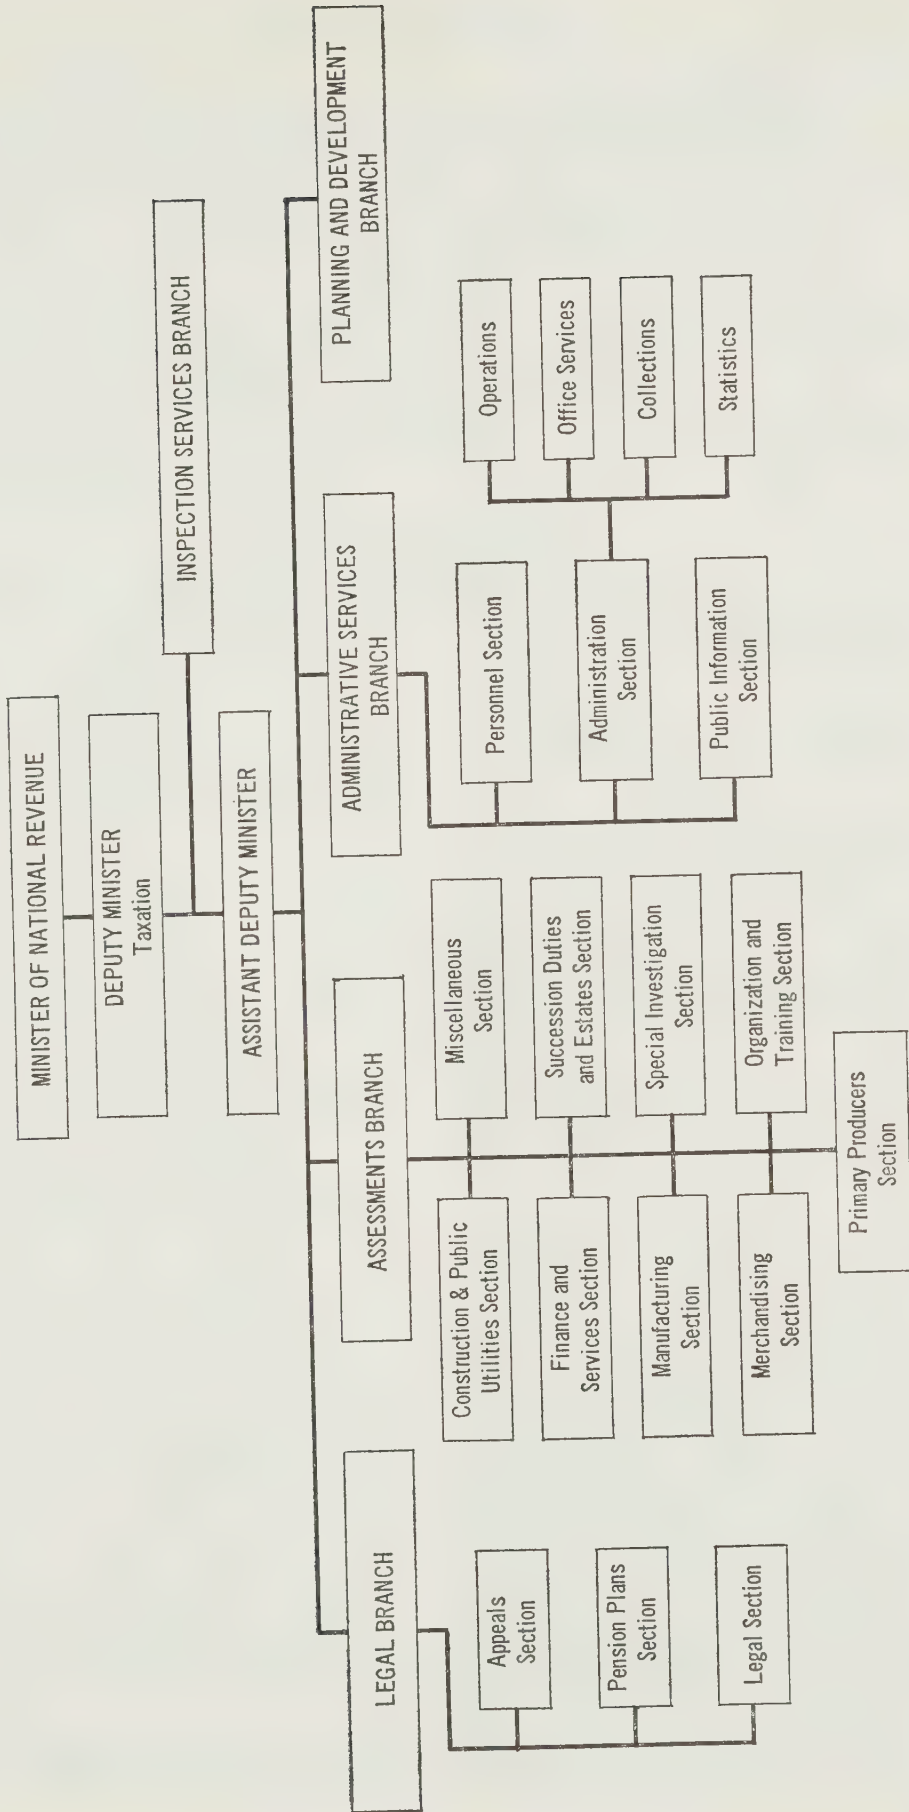 MINISTER OF NATIONAL REVENUE
DEPUTY MINISTER
Taxation
INSPECTION SERVICES BRANCH
ASSISTANT DEPUTY MINISTER
LEGAL BRANCH
Appeals
Section
Pension Plans
Section
Legal Section
ASSESSMENTS BRANCH
Construction & Public
Utilities Section
Miscellaneous
Section
Finance and
Services Section
Succession Duties
and Estates Section
Manufacturing
Section
Special Investigation
Section
Merchandising
Section
Organization and
Training Section
Primary Producers
Section
ADMINISTRATIVE SERVICES
BRANCH
Personnel Section
Administration
Section
Public Information
Section
Operations
Office Services
Collections
Statistics
PLANNING AND DEVELOPMENT
BRANCH